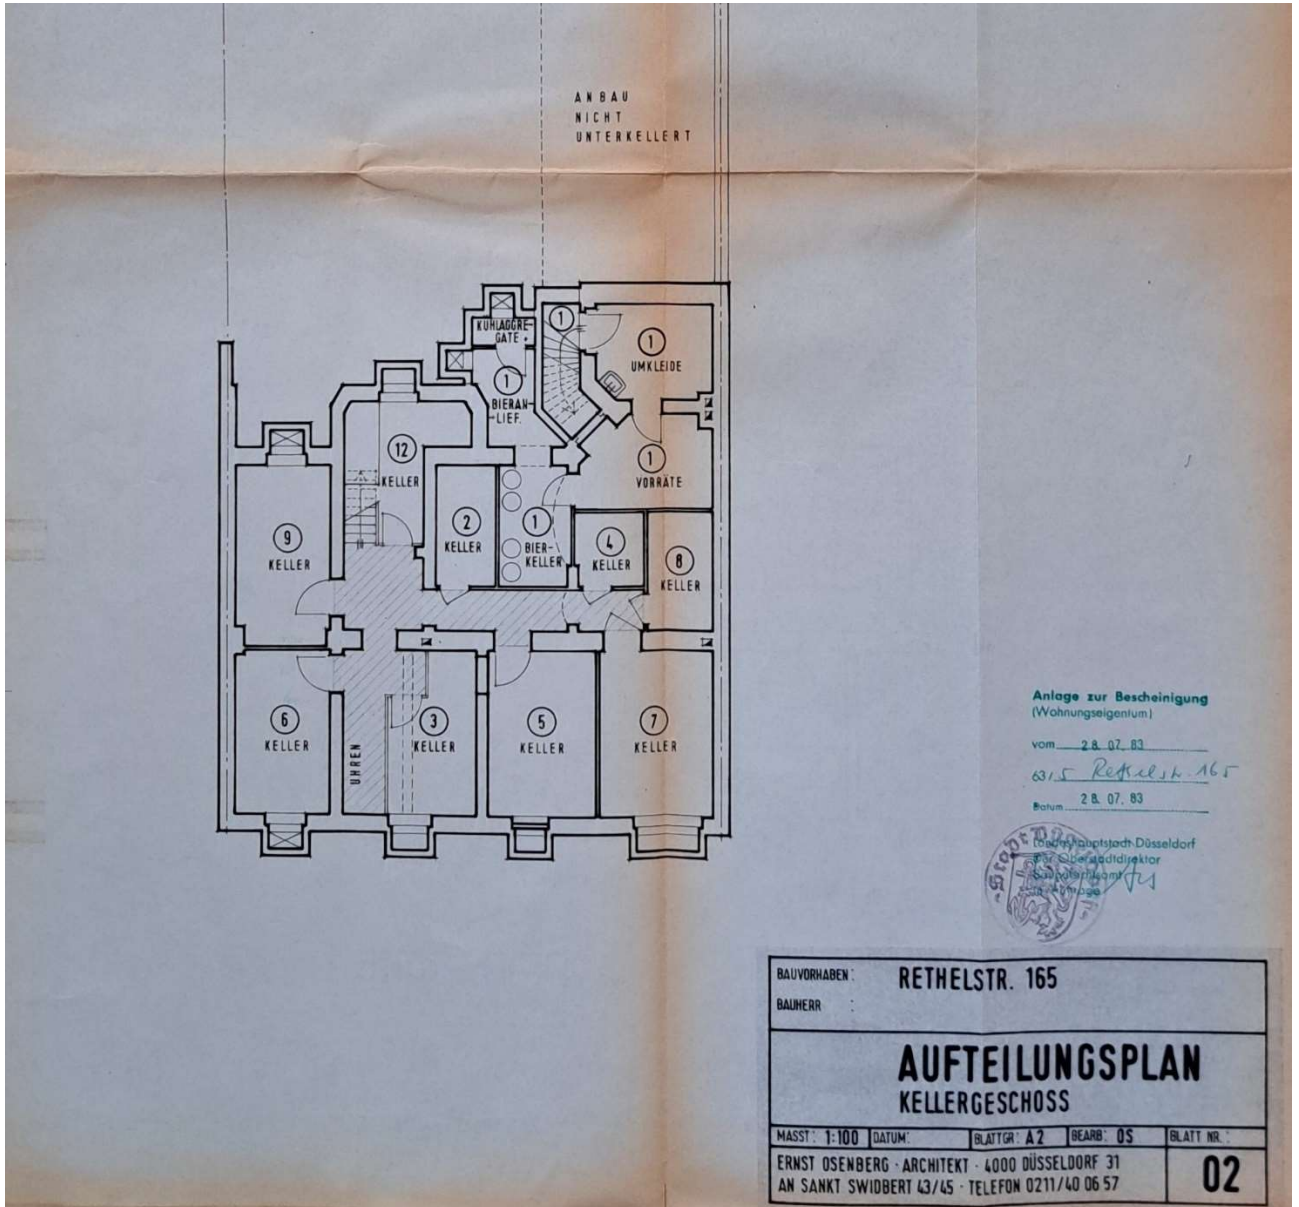 ANBAU
NICHT
UNTERKELLERT
KÜHLAGGRE-
GATE
1
1
UMKLEIDE
1
BIERAN-
LIEF.
12
KELLER
1
VORRÄTE
9
KELLER
2
KELLER
1
BIER-
KELLER
4
KELLER
8
KELLER
6
KELLER
UHREN
3
KELLER
5
KELLER
7
KELLER
Anlage zur Bescheinigung
(Wohnungseigentum)
vom 28. 07. 83
63/5 Rethelstr. 165
Datum 28. 07. 83
Landeshauptstadt Düsseldorf
Der Oberstadtdirektor
BAUVORHABEN: RETHELSTR. 165
BAUHERR :
AUFTEILUNGSPLAN
KELLERGESCHOSS
MASST: 1:100 DATUM: BLATTGR: A2 BEARB: OS BLATT NR.:
ERNST OSENBERG · ARCHITEKT · 4000 DÜSSELDORF 31
AN SANKT SWIDBERT 43/45 · TELEFON 0211/40 06 57
02